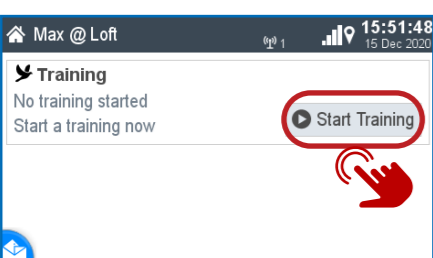 Max @ Loft
1
15:51:48
15 Dec 2020
Training
No training started
Start a training now
Start Training